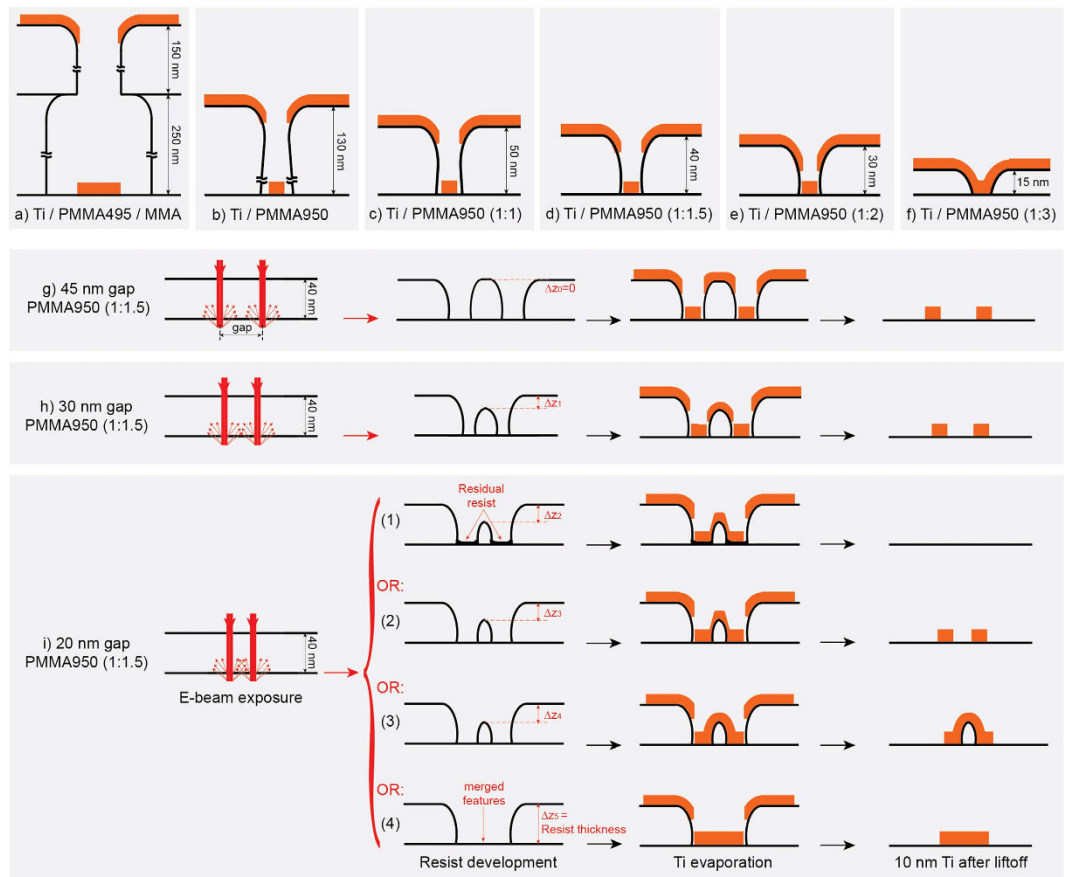 150 nm
250 nm
a) Ti / PMMA495 / MMA
130 nm
b) Ti / PMMA950
50 nm
c) Ti / PMMA950 (1:1)
40 nm
d) Ti / PMMA950 (1:1.5)
30 nm
e) Ti / PMMA950 (1:2)
15 nm
f) Ti / PMMA950 (1:3)
g) 45 nm gap
PMMA950 (1:1.5)
40 nm
gap
Δz₀=0
h) 30 nm gap
PMMA950 (1:1.5)
40 nm
Δz₁
i) 20 nm gap
PMMA950 (1:1.5)
40 nm
E-beam exposure
(1)
Residual
resist
Δz₂
OR:
(2)
Δz₃
OR:
(3)
Δz₄
OR:
(4)
merged
features
Δz₅ =
Resist thickness
Resist development
Ti evaporation
10 nm Ti after liftoff